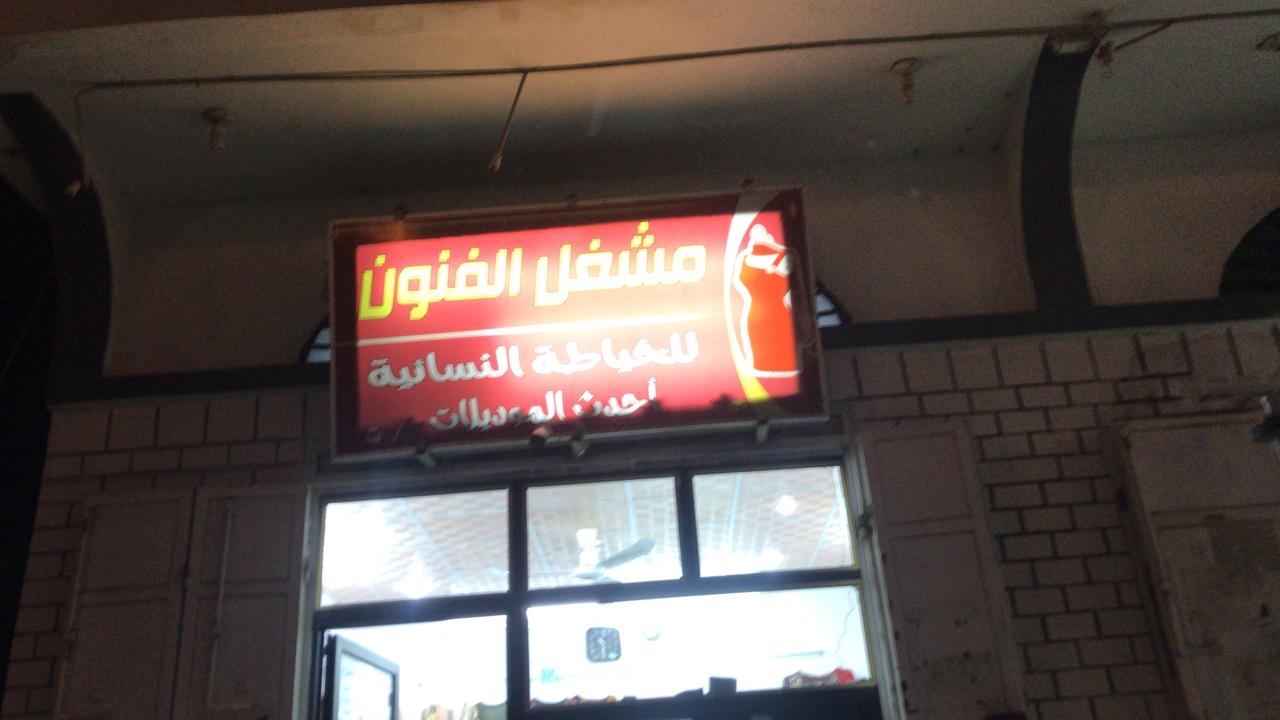 مشغل الفنون
للخياطة النسائية
أحدث الموديلات